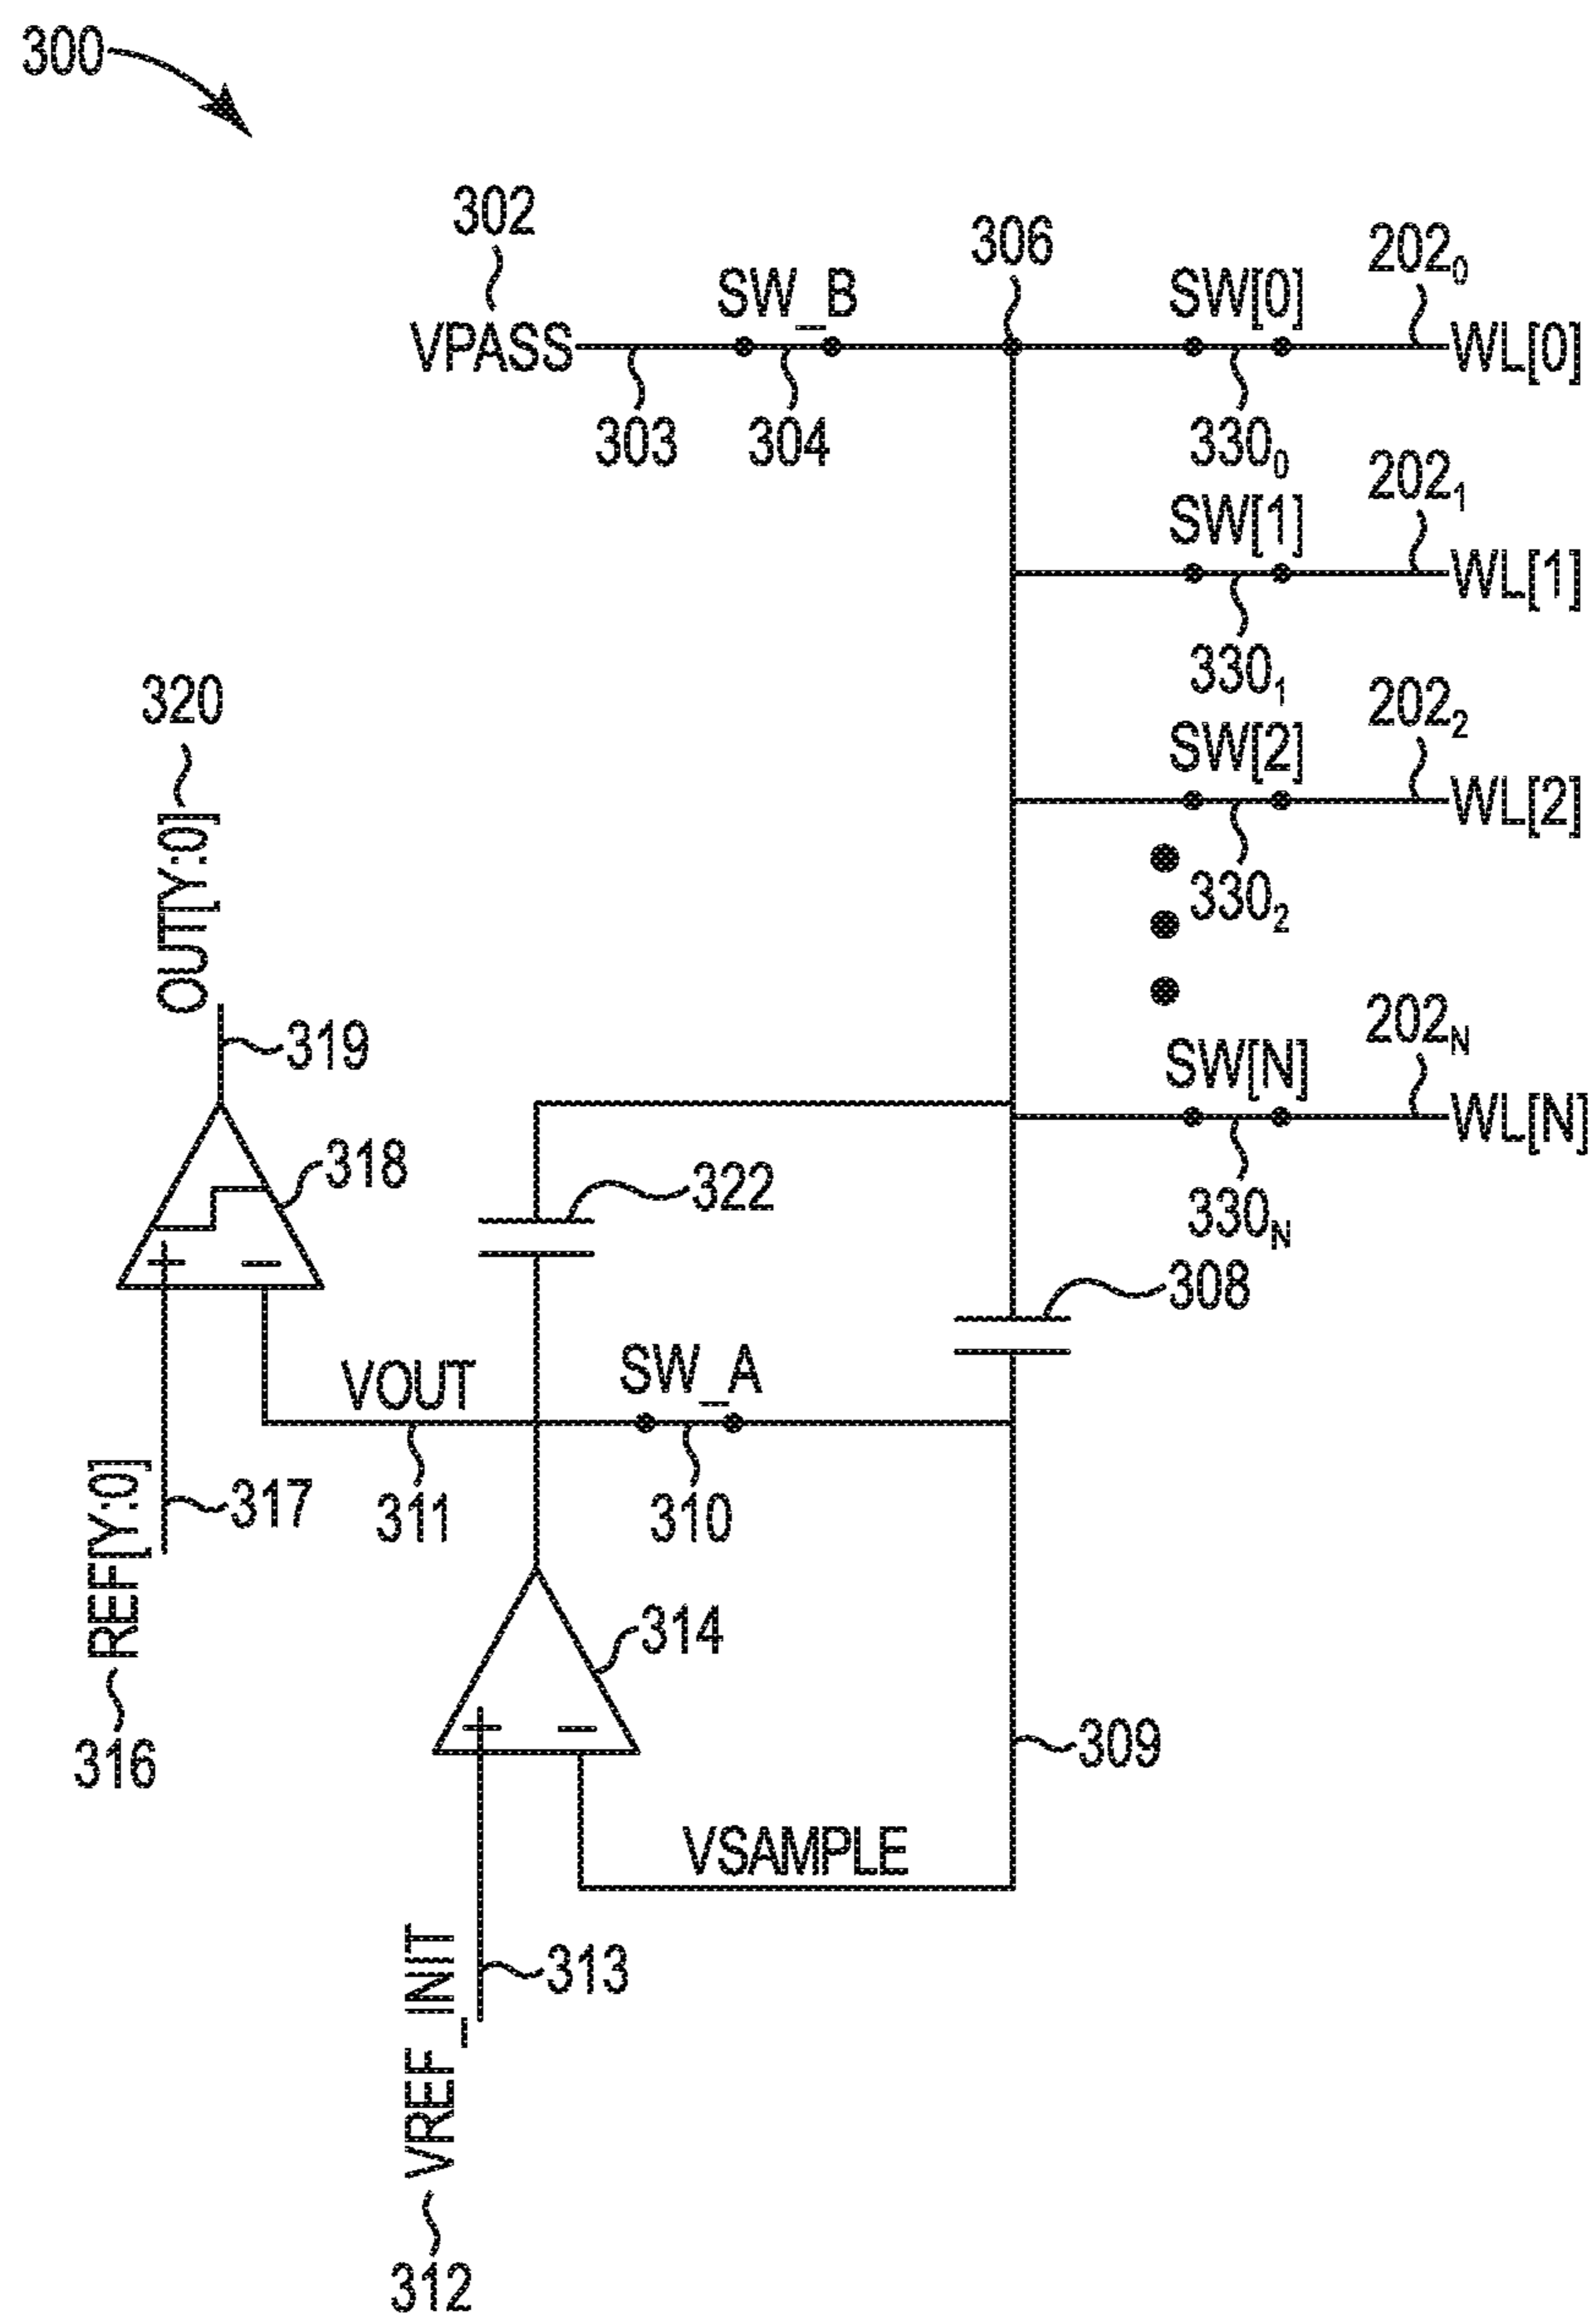 300
302
306
202₀
SW_B
SW[0]
VPASS
WL[0]
303
304
330₀
202₁
SW[1]
WL[1]
330₁
320
202₂
SW[2]
WL[2]
OUT[Y:0]
330₂
319
202_N
SW[N]
WL[N]
318
322
330_N
308
VOUT
SW_A
REF[Y:0]
317
311
310
314
316
309
VSAMPLE
VREF_INIT
313
312